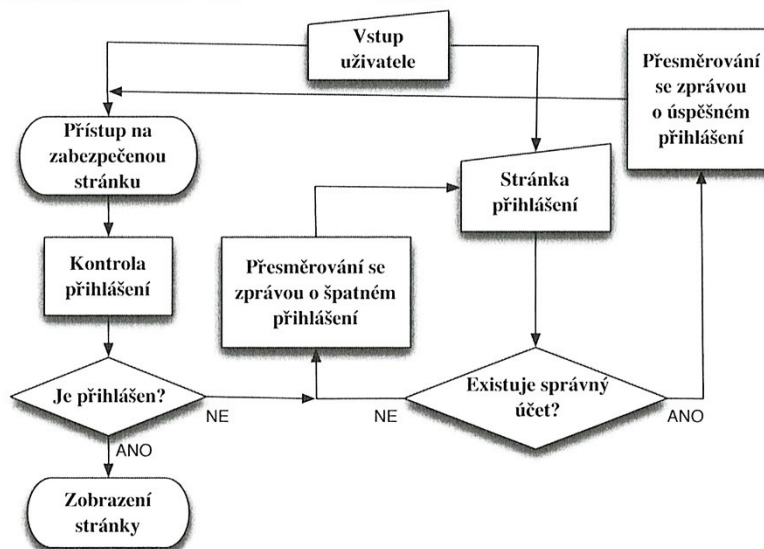 Vstup
uživatele
Přesměrování
se zprávou
o úspěšném
přihlášení
Přístup na
zabezpečenou
stránku
Stránka
přihlášení
Kontrola
přihlášení
Přesměrování se
zprávou o špatném
přihlášení
Je přihlášen?
NE
Existuje správný
účet?
NE
ANO
ANO
Zobrazení
stránky